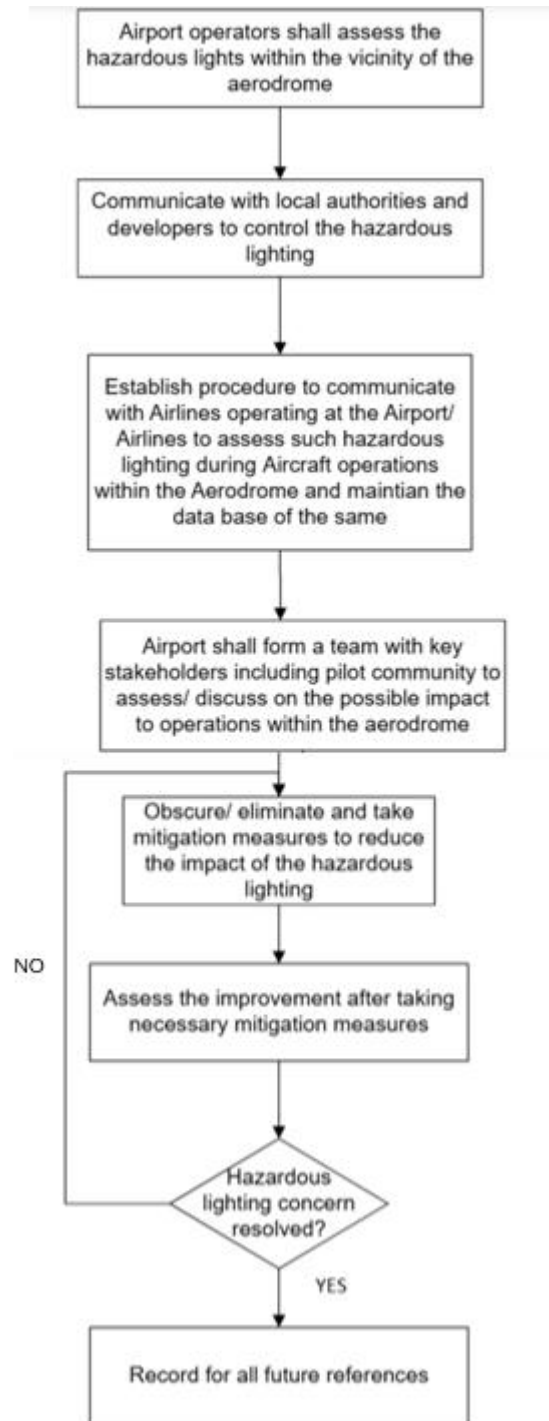 Airport operators shall assess the
hazardous lights within the vicinity of the
aerodrome
Communicate with local authorities and
developers to control the hazardous
lighting
Establish procedure to communicate
with Airlines operating at the Airport/
Airlines to assess such hazardous
lighting during Aircraft operations
within the Aerodrome and maintian the
data base of the same
Airport shall form a team with key
stakeholders including pilot community to
assess/ discuss on the possible impact
to operations within the aerodrome
Obscure/ eliminate and take
mitigation measures to reduce
the impact of the hazardous
lighting
NO
Assess the improvement after taking
necessary mitigation measures
Hazardous
lighting concern
resolved?
YES
Record for all future references